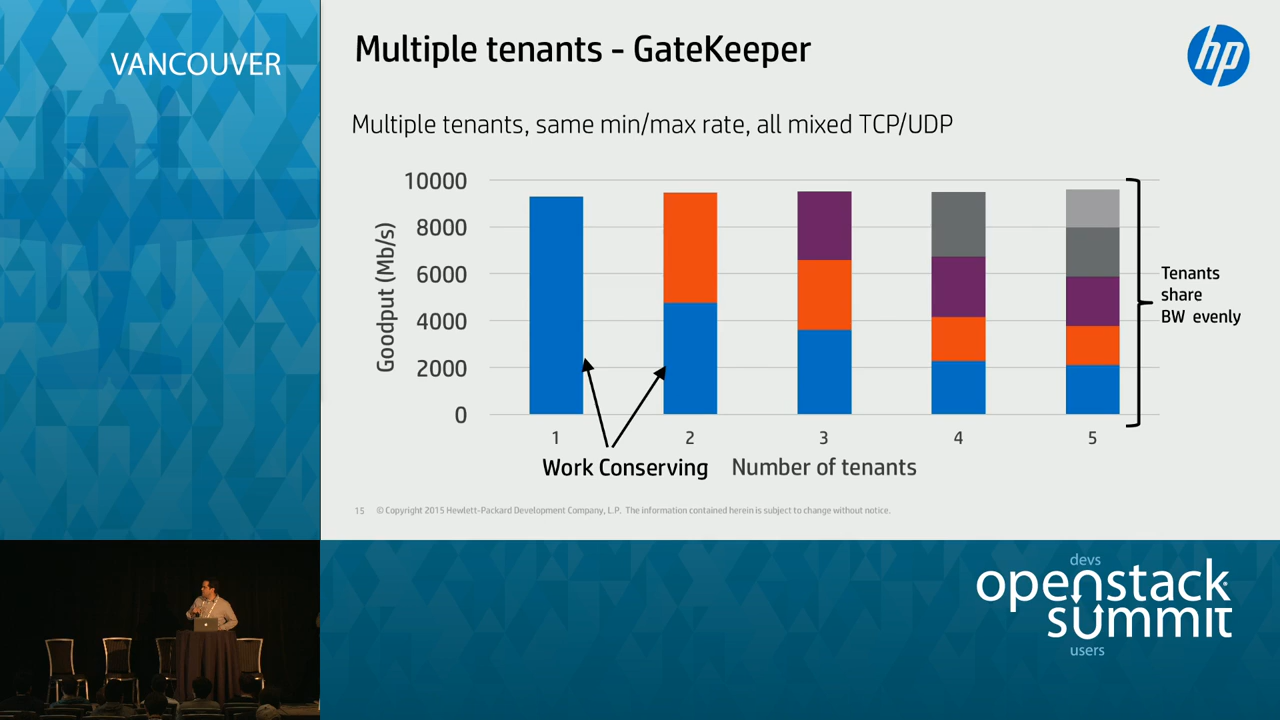 VANCOUVER
Multiple tenants - GateKeeper
hp
Multiple tenants, same min/max rate, all mixed TCP/UDP
Goodput (Mb/s)
10000
8000
6000
4000
2000
0
1
2
3
4
5
Tenants
share
BW evenly
Work Conserving
Number of tenants
15 © Copyright 2015 Hewlett-Packard Development Company, L.P. The information contained herein is subject to change without notice.
devs
openstack
summit
users